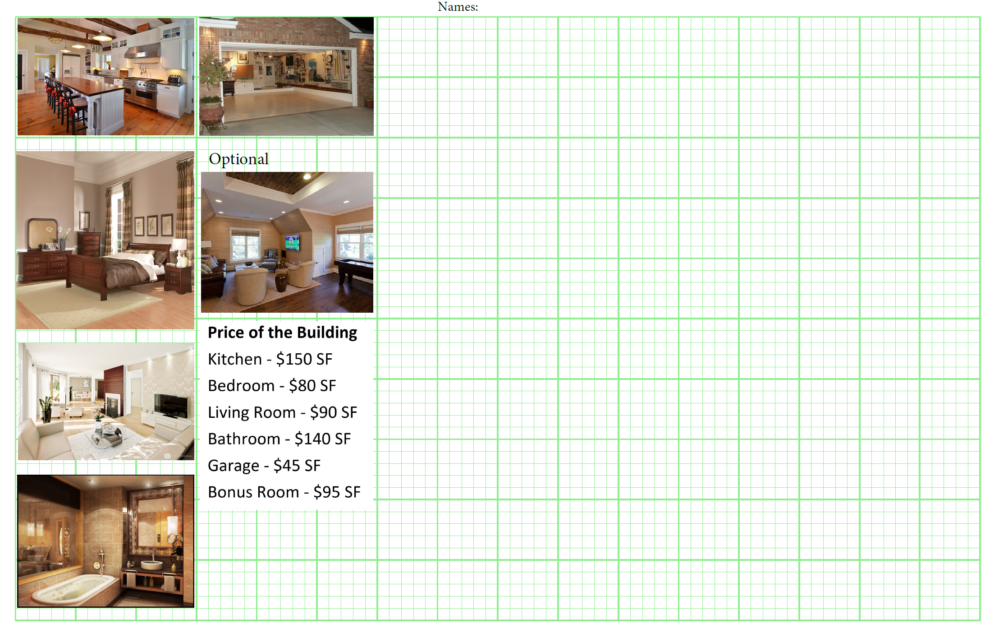 Names:
Optional
Price of the Building
Kitchen - $150 SF
Bedroom - $80 SF
Living Room - $90 SF
Bathroom - $140 SF
Garage - $45 SF
Bonus Room - $95 SF